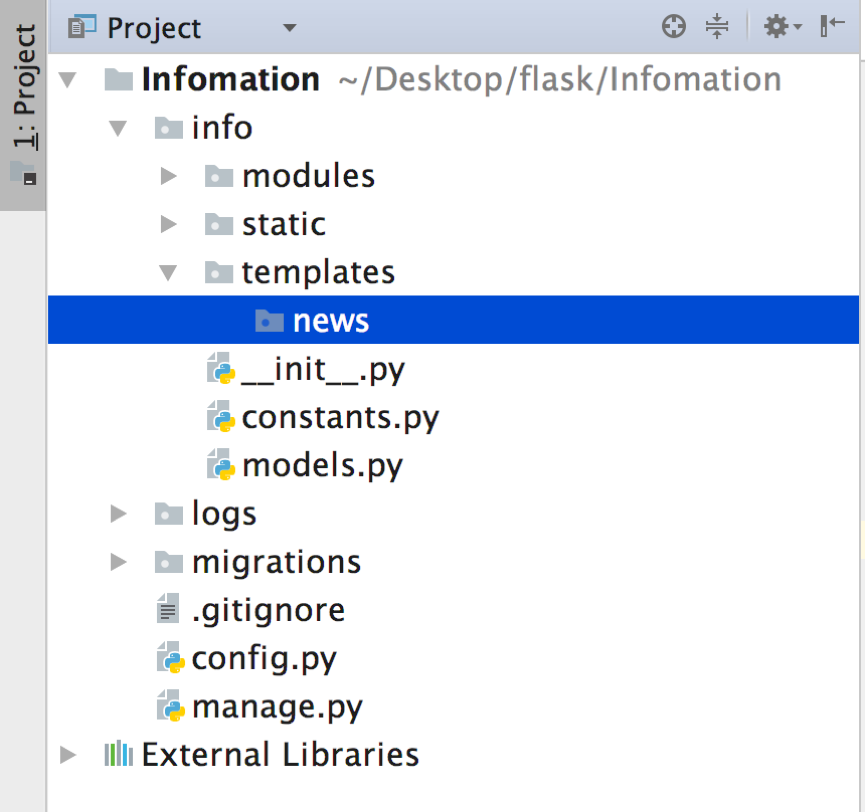 1: Project
Project
Infomation ~/Desktop/flask/Infomation
info
modules
static
templates
news
__init__.py
constants.py
models.py
logs
migrations
.gitignore
config.py
manage.py
External Libraries